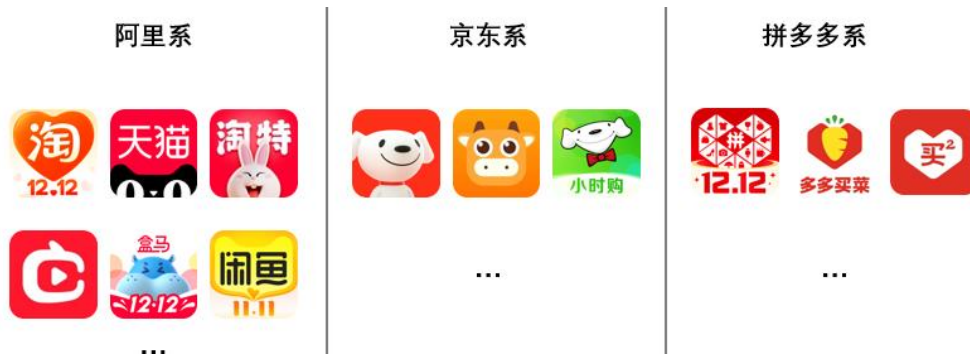 阿里系
京东系
拼多多系
淘
12.12
天猫
淘特
小时购
拼
12.12
多多买菜
买²
盒马
12·12
闲鱼
11.11
...
...
...